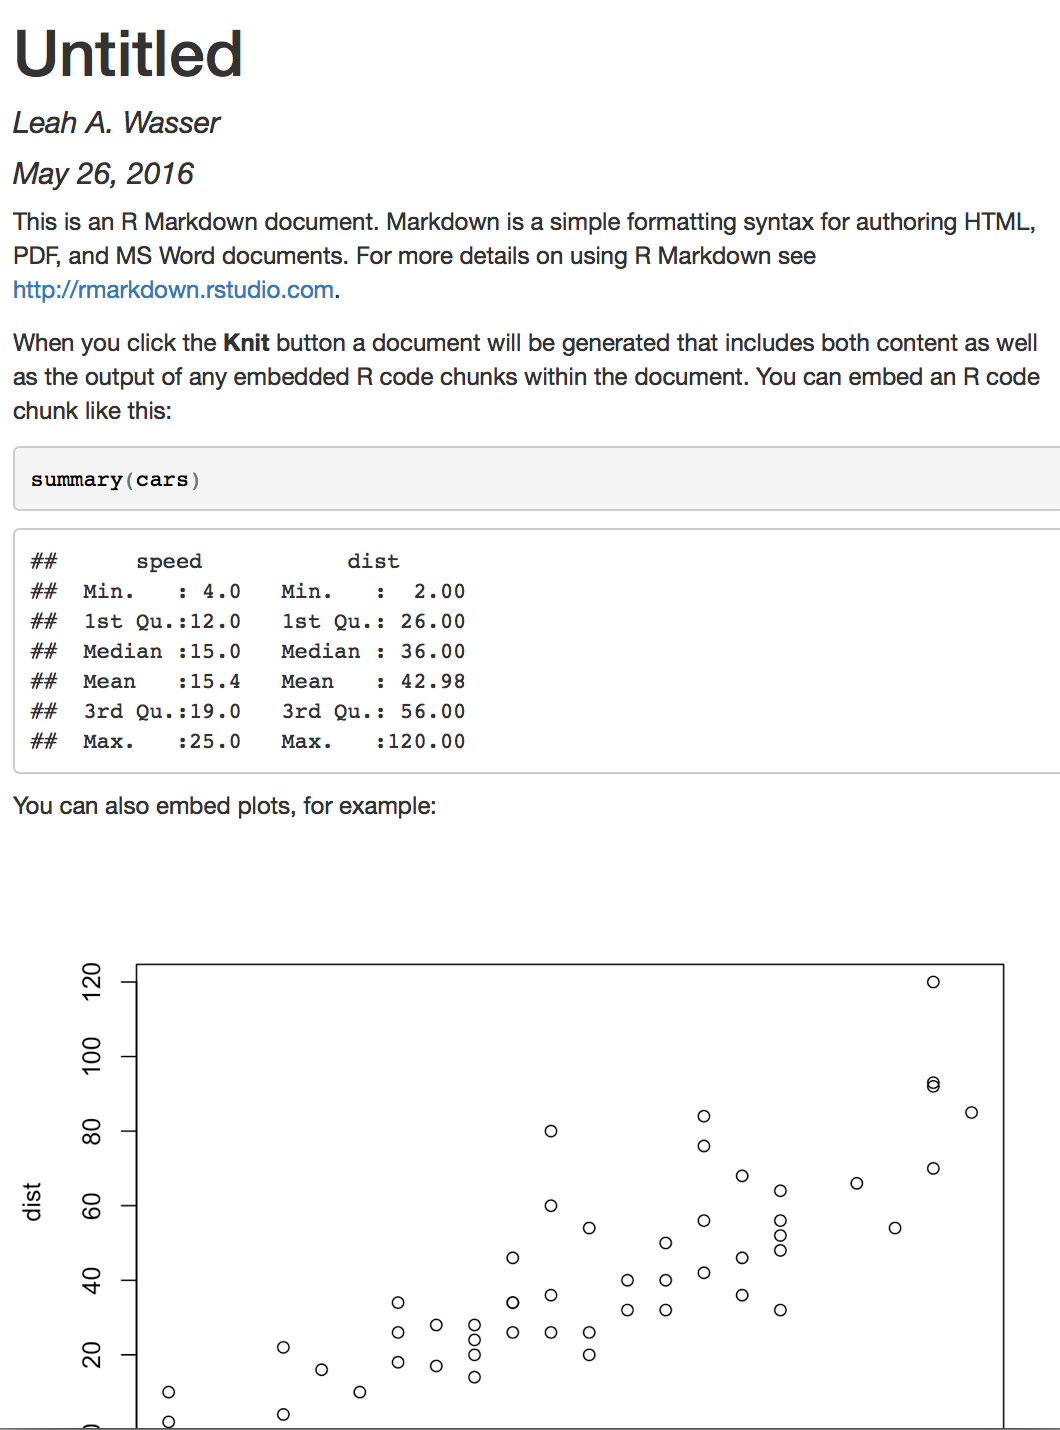 Untitled
Leah A. Wasser
May 26, 2016
This is an R Markdown document. Markdown is a simple formatting syntax for authoring HTML,
PDF, and MS Word documents. For more details on using R Markdown see
http://rmarkdown.rstudio.com.
When you click the Knit button a document will be generated that includes both content as well
as the output of any embedded R code chunks within the document. You can embed an R code
chunk like this:
summary(cars)
##      speed           dist
##  Min.   : 4.0   Min.   :  2.00
##  1st Qu.:12.0   1st Qu.: 26.00
##  Median :15.0   Median : 36.00
##  Mean   :15.4   Mean   : 42.98
##  3rd Qu.:19.0   3rd Qu.: 56.00
##  Max.   :25.0   Max.   :120.00
You can also embed plots, for example:
120
100
80
60
40
20
dist